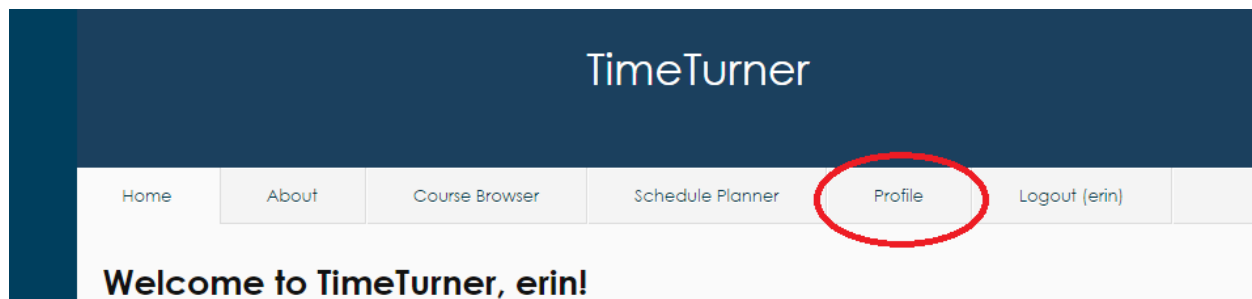 TimeTurner
Home About Course Browser Schedule Planner Profile Logout (erin)
Welcome to TimeTurner, erin!